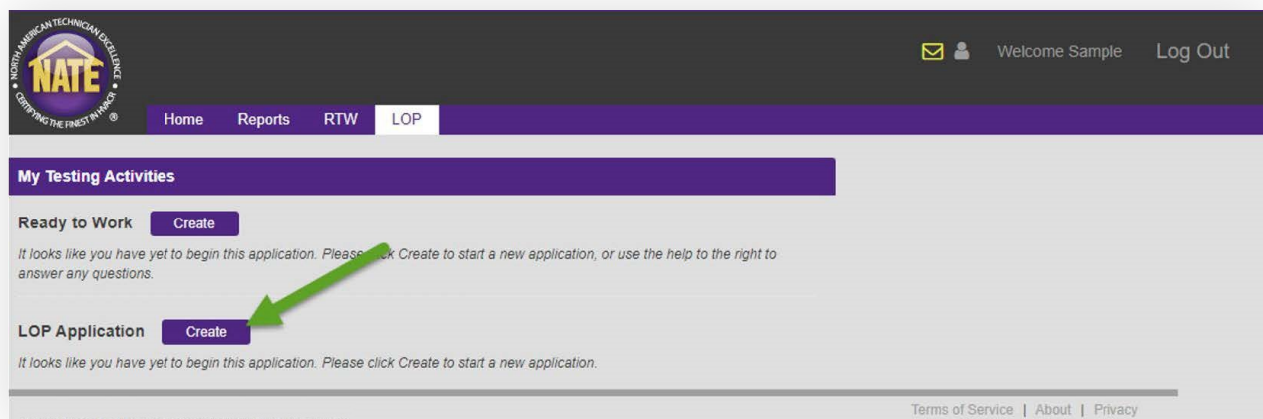 NORTH AMERICAN TECHNICIAN EXCELLENCE
NATE
CERTIFYING THE FINEST IN HVACR
®
Welcome Sample Log Out
Home Reports RTW LOP
My Testing Activities
Ready to Work Create
It looks like you have yet to begin this application. Please click Create to start a new application, or use the help to the right to
answer any questions.
LOP Application Create
It looks like you have yet to begin this application. Please click Create to start a new application.
Terms of Service | About | Privacy